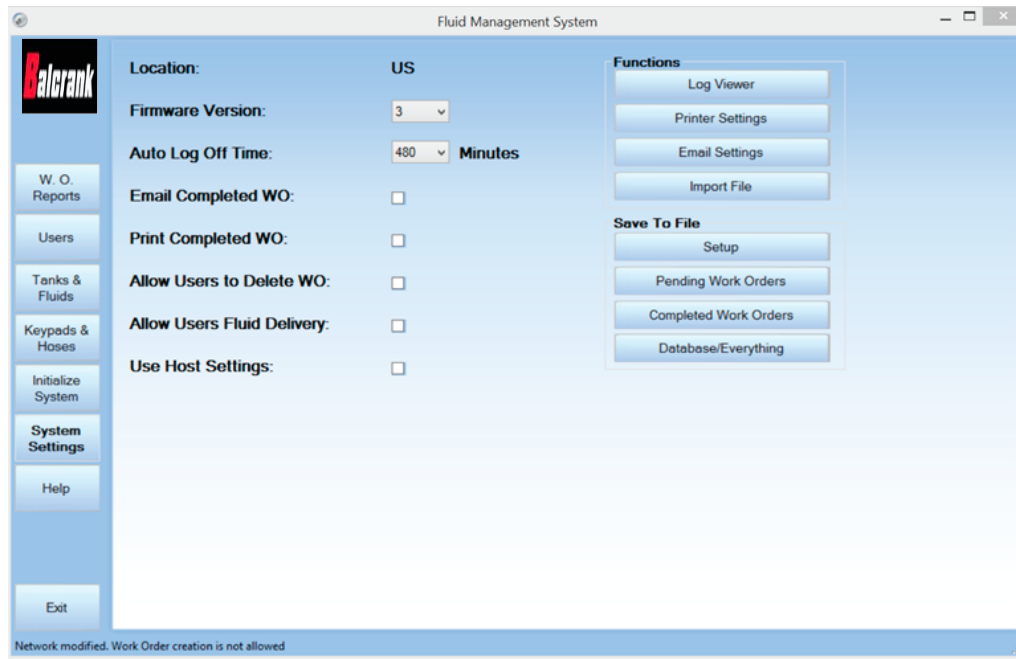 Fluid Management System
Balcrank
Location: US
Firmware Version: 3
Auto Log Off Time: 480 Minutes
Email Completed WO:
Print Completed WO:
Allow Users to Delete WO:
Allow Users Fluid Delivery:
Use Host Settings:
Functions
Log Viewer
Printer Settings
Email Settings
Import File
Save To File
Setup
Pending Work Orders
Completed Work Orders
Database/Everything
W. O.
Reports
Users
Tanks &
Fluids
Keypads &
Hoses
Initialize
System
System
Settings
Help
Exit
Network modified. Work Order creation is not allowed